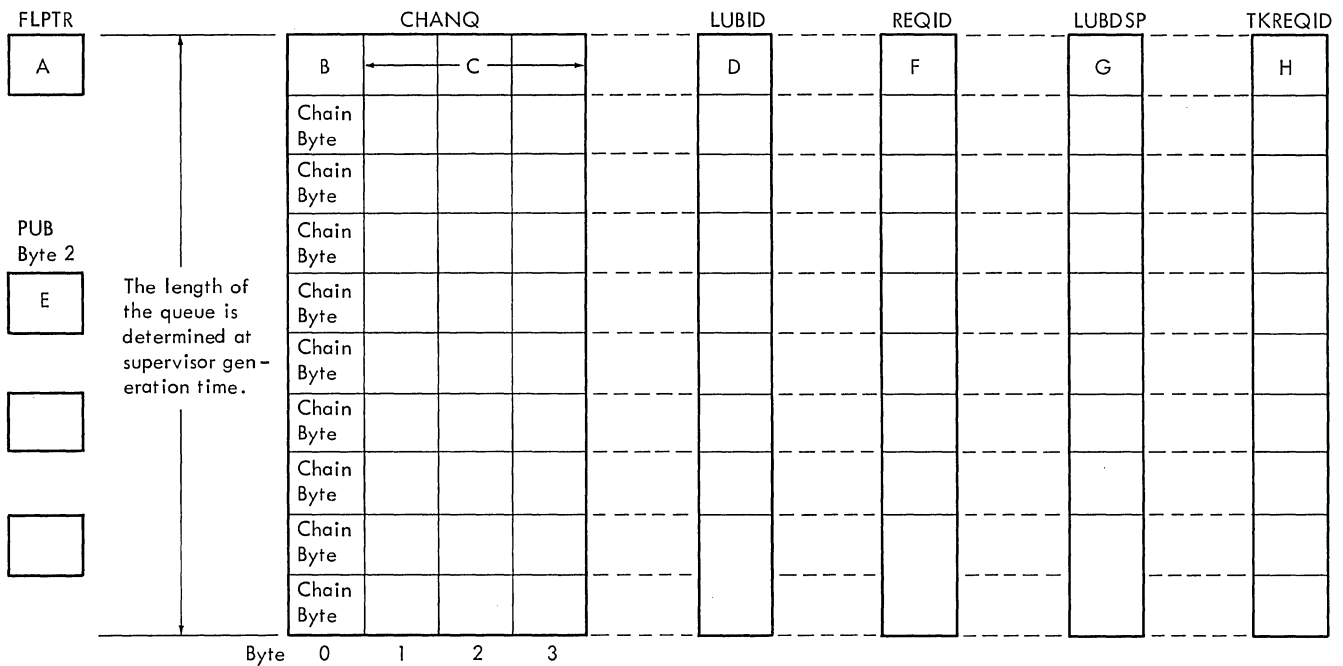 FLPTR CHANQ LUBID REQID LUBDSP TKREQID
A B C D F G H
Chain
Byte
Chain
Byte
Chain
Byte
PUB
Byte 2
E
The length of
the queue is
determined at
supervisor gen-
eration time.
Chain
Byte
Chain
Byte
Chain
Byte
Chain
Byte
Chain
Byte
Chain
Byte
Byte 0 1 2 3